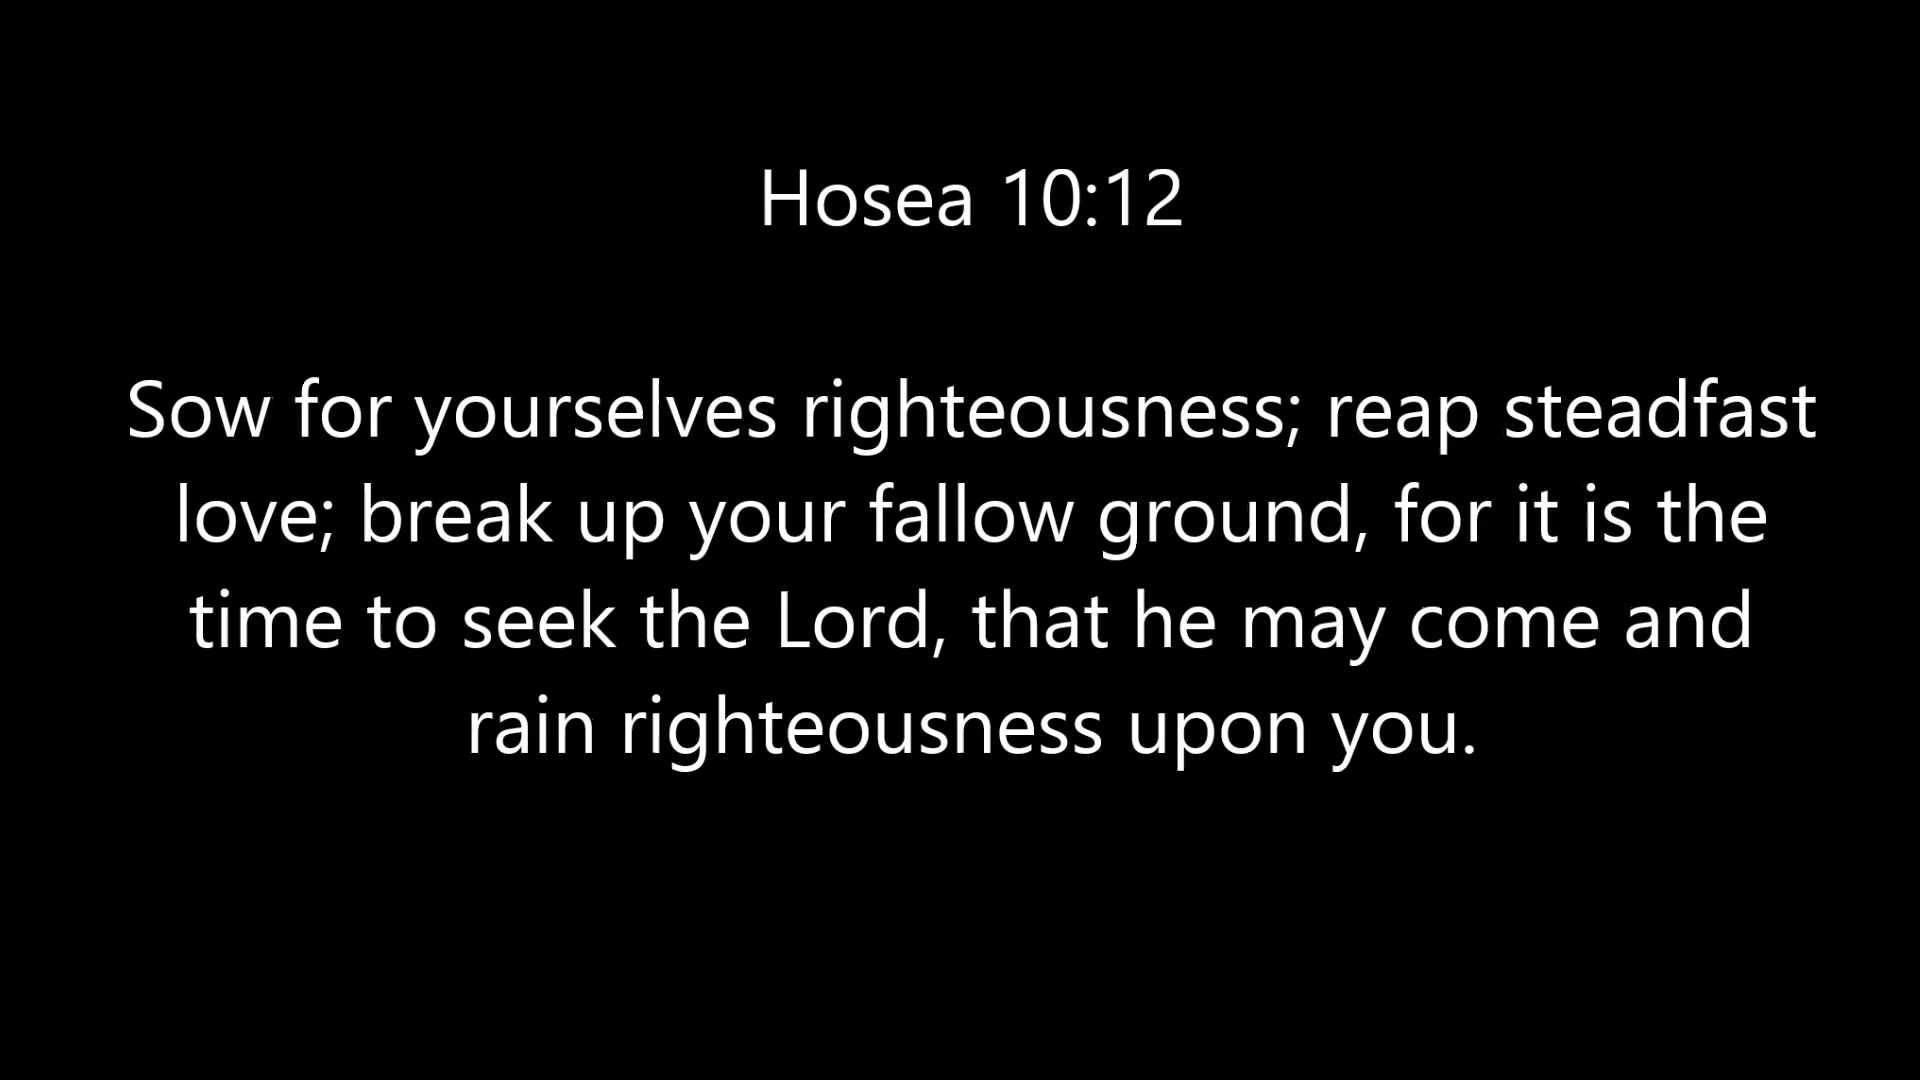 Hosea 10:12
Sow for yourselves righteousness; reap steadfast
love; break up your fallow ground, for it is the
time to seek the Lord, that he may come and
rain righteousness upon you.